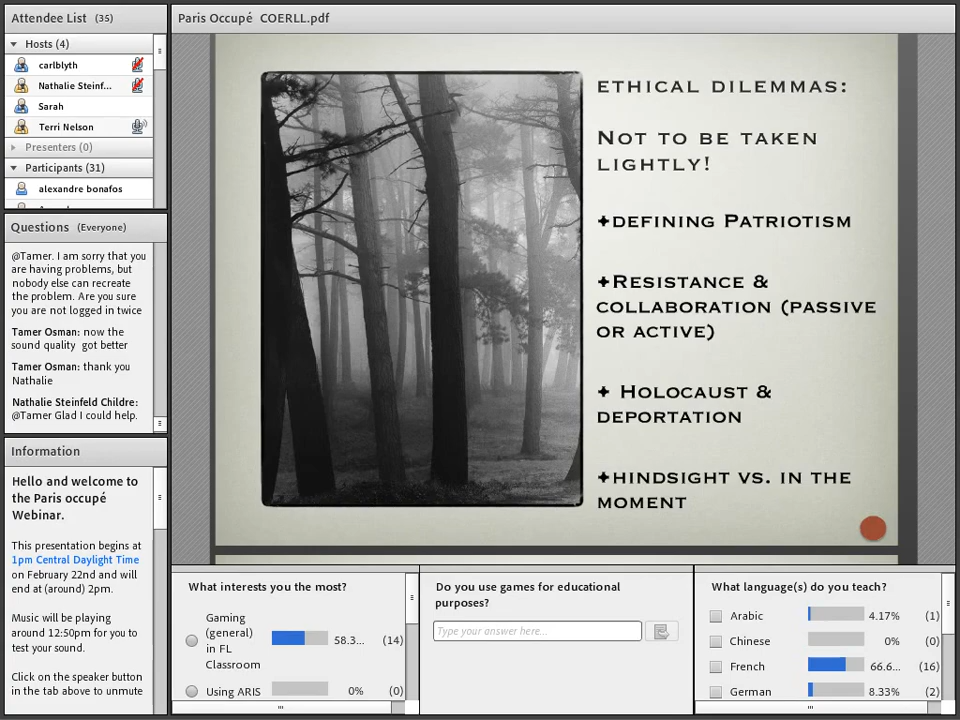 Attendee List (35)
Hosts (4)
carlblyth
Nathalie Steinf...
Sarah
Terri Nelson
Presenters (0)
Participants (31)
alexandre bonafos
Questions (Everyone)
@Tamer. I am sorry that you
are having problems, but
nobody else can recreate
the problem. Are you sure
you are not logged in twice
Tamer Osman: now the
sound quality got better
Tamer Osman: thank you
Nathalie
Nathalie Steinfeld Childre:
@Tamer Glad I could help.
Information
Hello and welcome to
the Paris occupé
Webinar.
This presentation begins at
1pm Central Daylight Time
on February 22nd and will
end at (around) 2pm.
Music will be playing
around 12:50pm for you to
test your sound.
Click on the speaker button
in the tab above to unmute
Paris Occupé COERLL.pdf
ETHICAL DILEMMAS:
NOT TO BE TAKEN
LIGHTLY!
+DEFINING PATRIOTISM
+RESISTANCE &
COLLABORATION (PASSIVE
OR ACTIVE)
+ HOLOCAUST &
DEPORTATION
+HINDSIGHT VS. IN THE
MOMENT
What interests you the most?
Gaming
(general)
in FL
Classroom
58.3... (14)
Using ARIS 0% (0)
Do you use games for educational
purposes?
Type your answer here...
What language(s) do you teach?
Arabic 4.17% (1)
Chinese 0% (0)
French 66.6... (16)
German 8.33% (2)